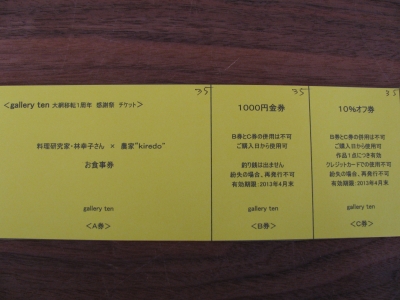 35
<gallery ten 大網移転1周年 感謝祭 チケット>
料理研究家・林幸子さん × 農家"kiredo"
お食事券
gallery ten
<A券>
35
1000円金券
B券とC券の併用は不可
ご購入日から使用可
お釣り銭は出ません
紛失の場合、再発行不可
有効期限：2013年4月末
gallery ten
<B券>
35
10%オフ券
B券とC券の併用は不可
ご購入日から使用可
作品1点につき有効
クレジットカードでの使用不可
紛失の場合、再発行不可
有効期限：2013年4月末
gallery ten
<C券>